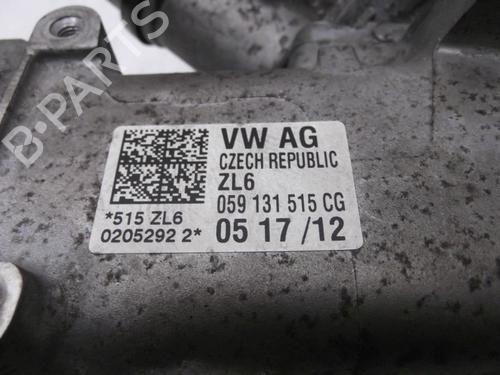 B-PARTS
VW AG
CZECH REPUBLIC
ZL6
059 131 515 CG
05 17 /12
*515 ZL6
0205292 2*